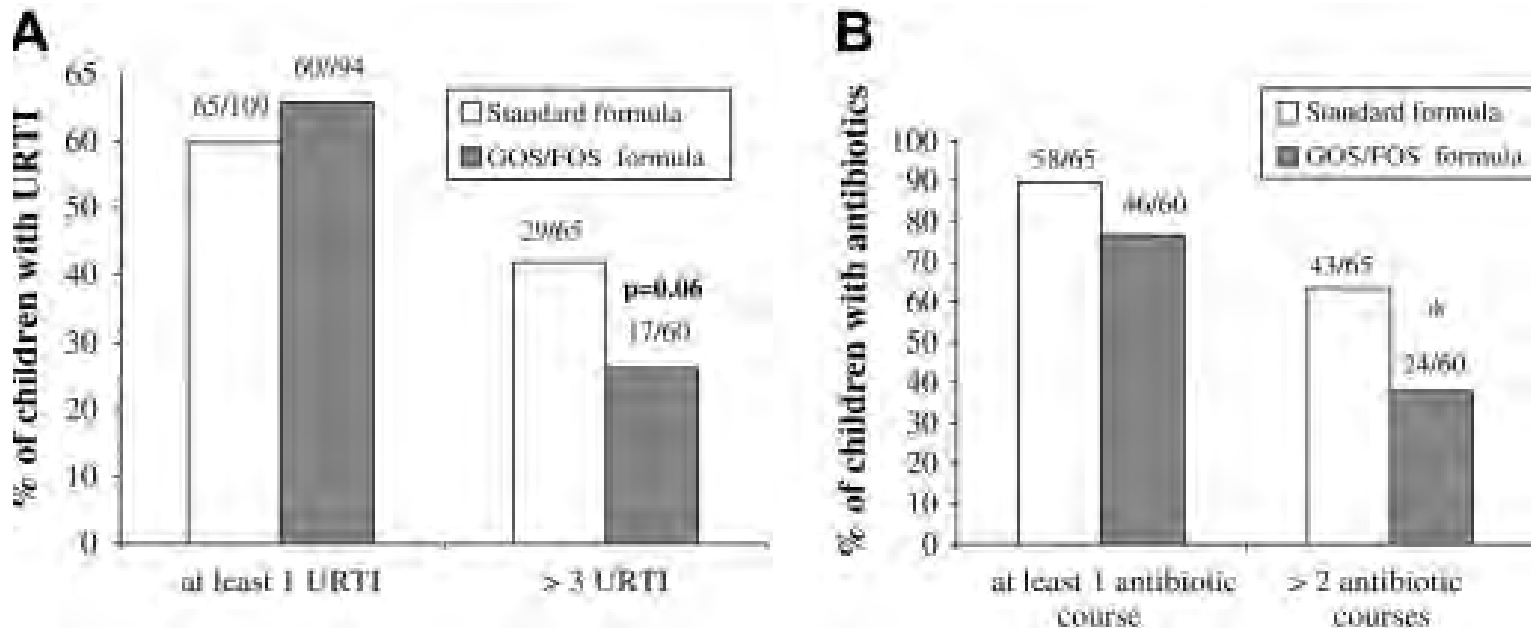 A
% of children with URTI
65
60
50
40
30
20
10
0
65/109
60/94
29/65
p=0.06
17/60
Standard formula
GOS/FOS formula
at least 1 URTI
> 3 URTI
B
% of children with antibiotics
100
90
80
70
60
50
40
30
20
10
0
58/65
46/60
43/65
*
24/60
Standard formula
GOS/FOS formula
at least 1 antibiotic
course
> 2 antibiotic
courses